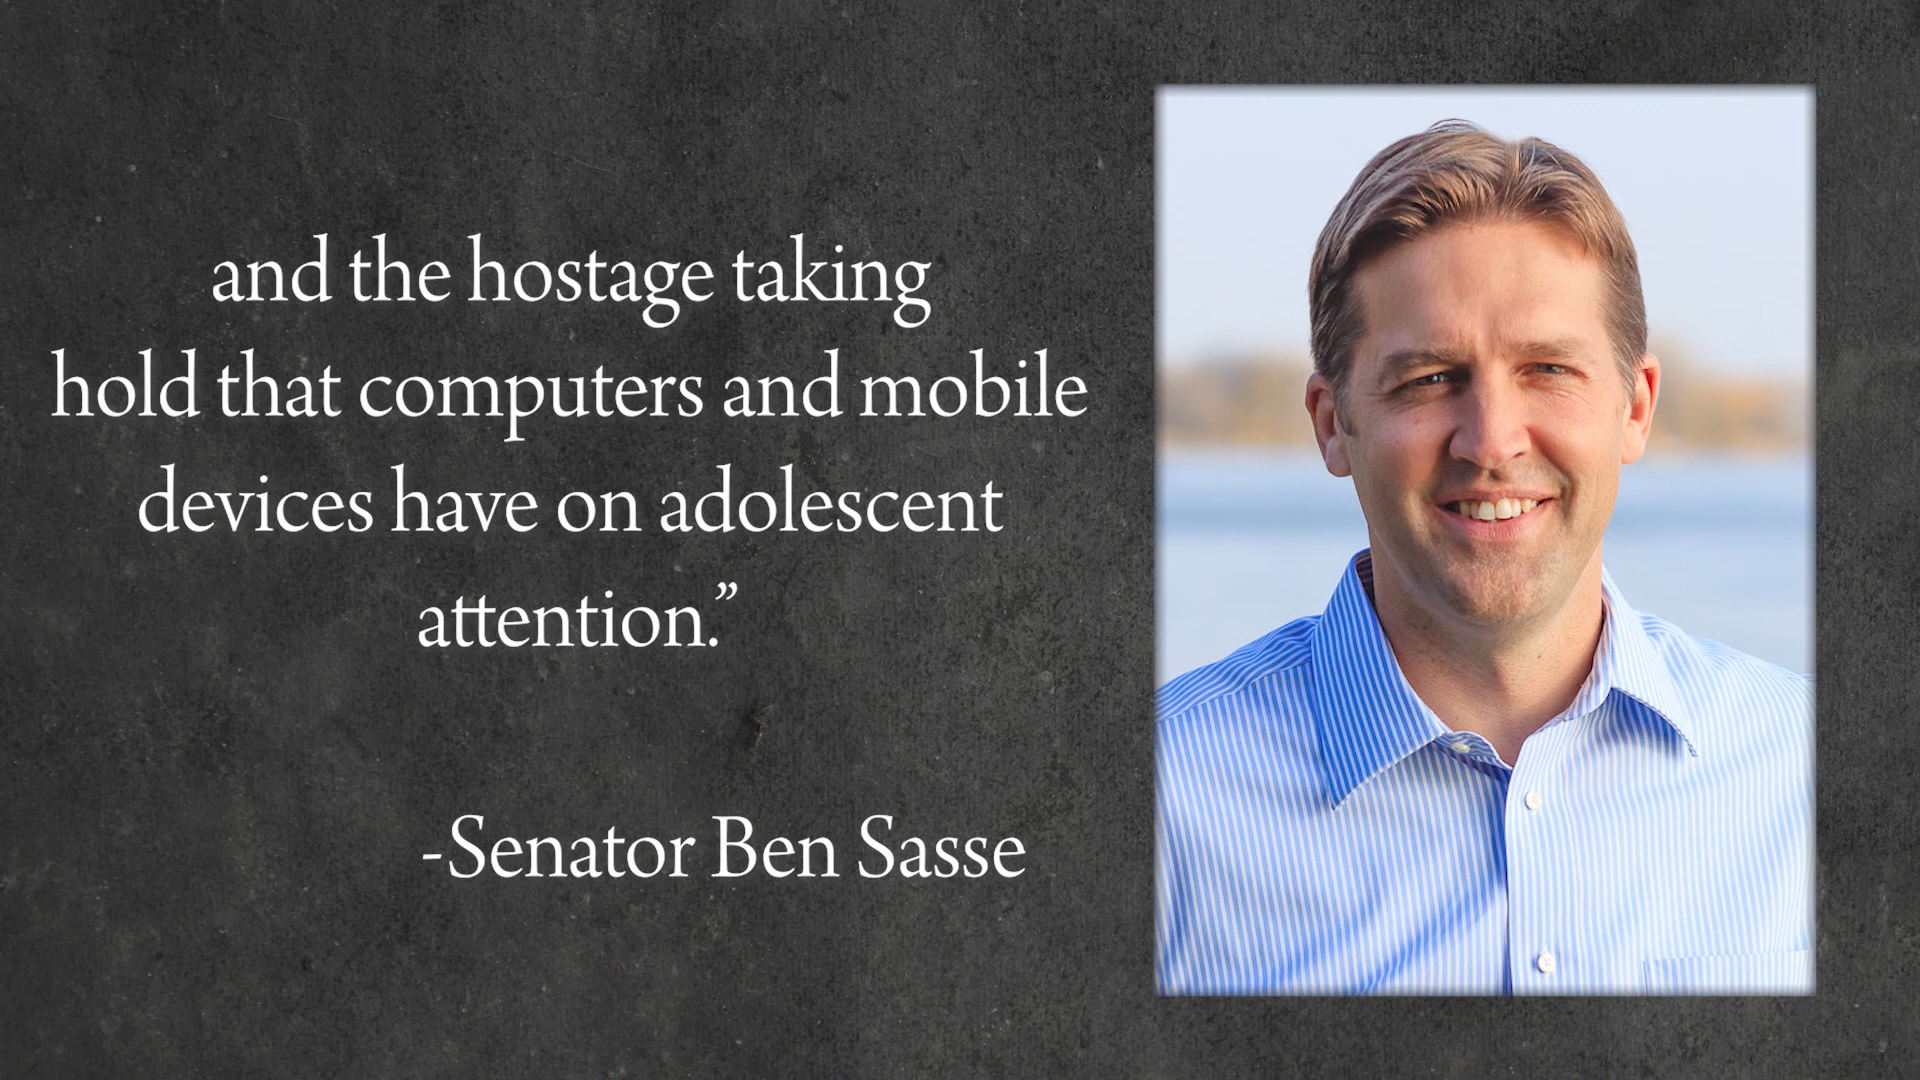 and the hostage taking
hold that computers and mobile
devices have on adolescent
attention.”
-Senator Ben Sasse